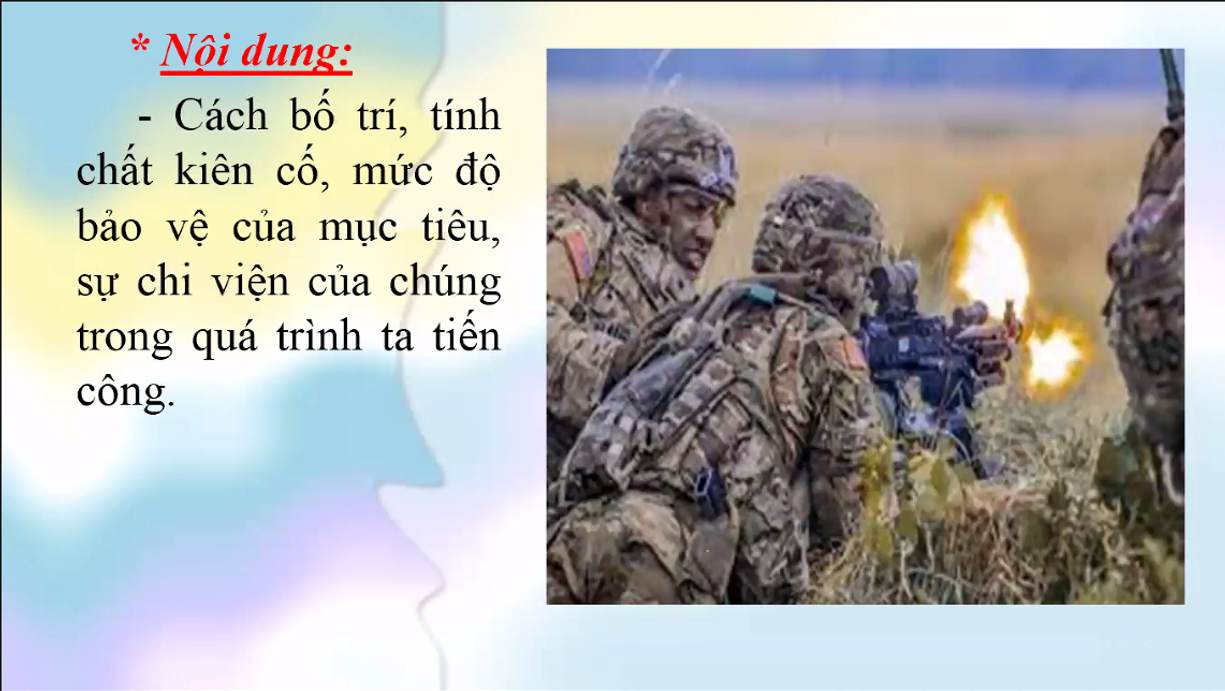 * Nội dung:
- Cách bố trí, tính
chất kiên cố, mức độ
bảo vệ của mục tiêu,
sự chi viện của chúng
trong quá trình ta tiến
công.